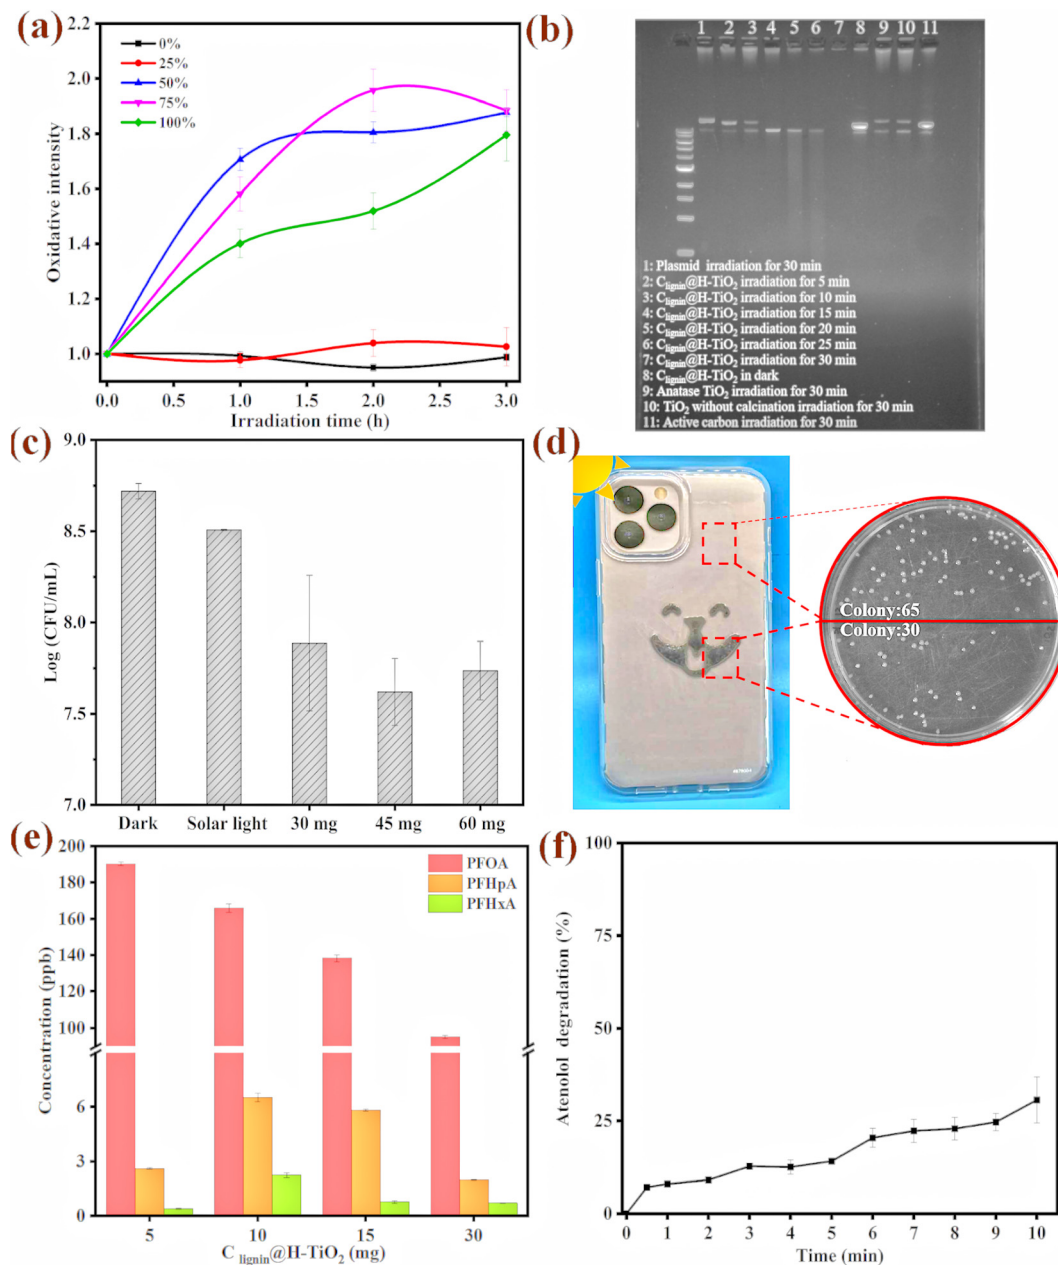 (a)
2.2
2.0
1.8
1.6
1.4
1.2
1.0
0.8
Oxidative intensity
0%
25%
50%
75%
100%
0.0 0.5 1.0 1.5 2.0 2.5 3.0
Irradiation time (h)
(b)
1 2 3 4 5 6 7 8 9 10 11
1: Plasmid irradiation for 30 min
2: Clignin@H-TiO2 irradiation for 5 min
3: Clignin@H-TiO2 irradiation for 10 min
4: Clignin@H-TiO2 irradiation for 15 min
5: Clignin@H-TiO2 irradiation for 20 min
6: Clignin@H-TiO2 irradiation for 25 min
7: Clignin@H-TiO2 irradiation for 30 min
8: Clignin@H-TiO2 in dark
9: Anatase TiO2 irradiation for 30 min
10: TiO2 without calcination irradiation for 30 min
11: Active carbon irradiation for 30 min
(c)
9.0
8.5
8.0
7.5
7.0
Log (CFU/mL)
Dark Solar light 30 mg 45 mg 60 mg
(d)
Colony:65
Colony:30
(e)
200
190
180
160
140
120
100
6
3
0
Concentration (ppb)
PFOA
PFHpA
PFHxA
5 10 15 30
C lignin@H-TiO2 (mg)
(f)
100
75
50
25
0
Atenolol degradation (%)
0 1 2 3 4 5 6 7 8 9 10
Time (min)